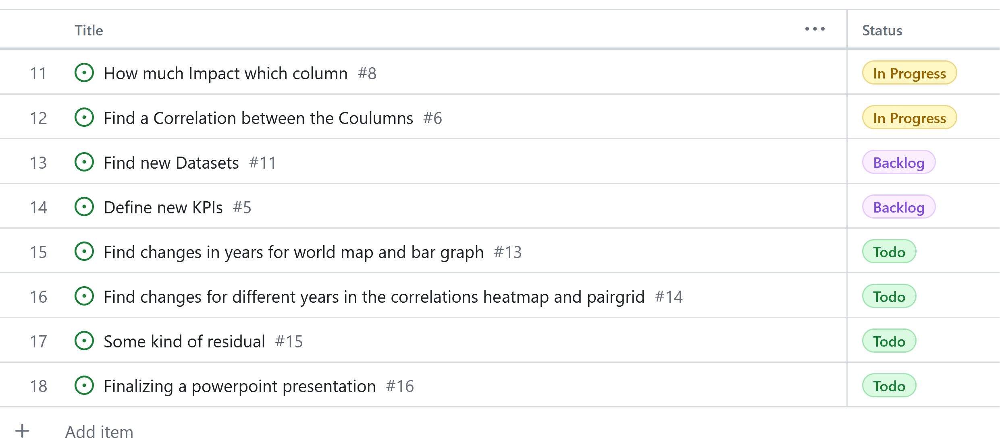 Title ... Status
11 How much Impact which column #8 In Progress
12 Find a Correlation between the Coulumns #6 In Progress
13 Find new Datasets #11 Backlog
14 Define new KPIs #5 Backlog
15 Find changes in years for world map and bar graph #13 Todo
16 Find changes for different years in the correlations heatmap and pairgrid #14 Todo
17 Some kind of residual #15 Todo
18 Finalizing a powerpoint presentation #16 Todo
+ Add item